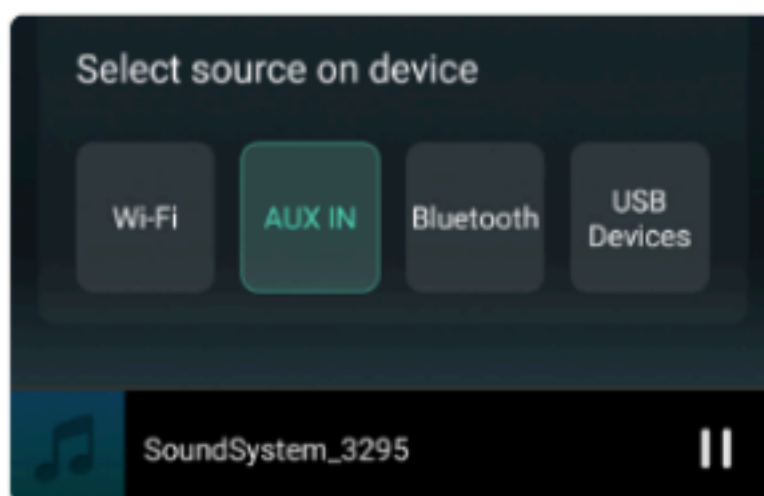 Select source on device
Wi-Fi
AUX IN
Bluetooth
USB
Devices
SoundSystem_3295